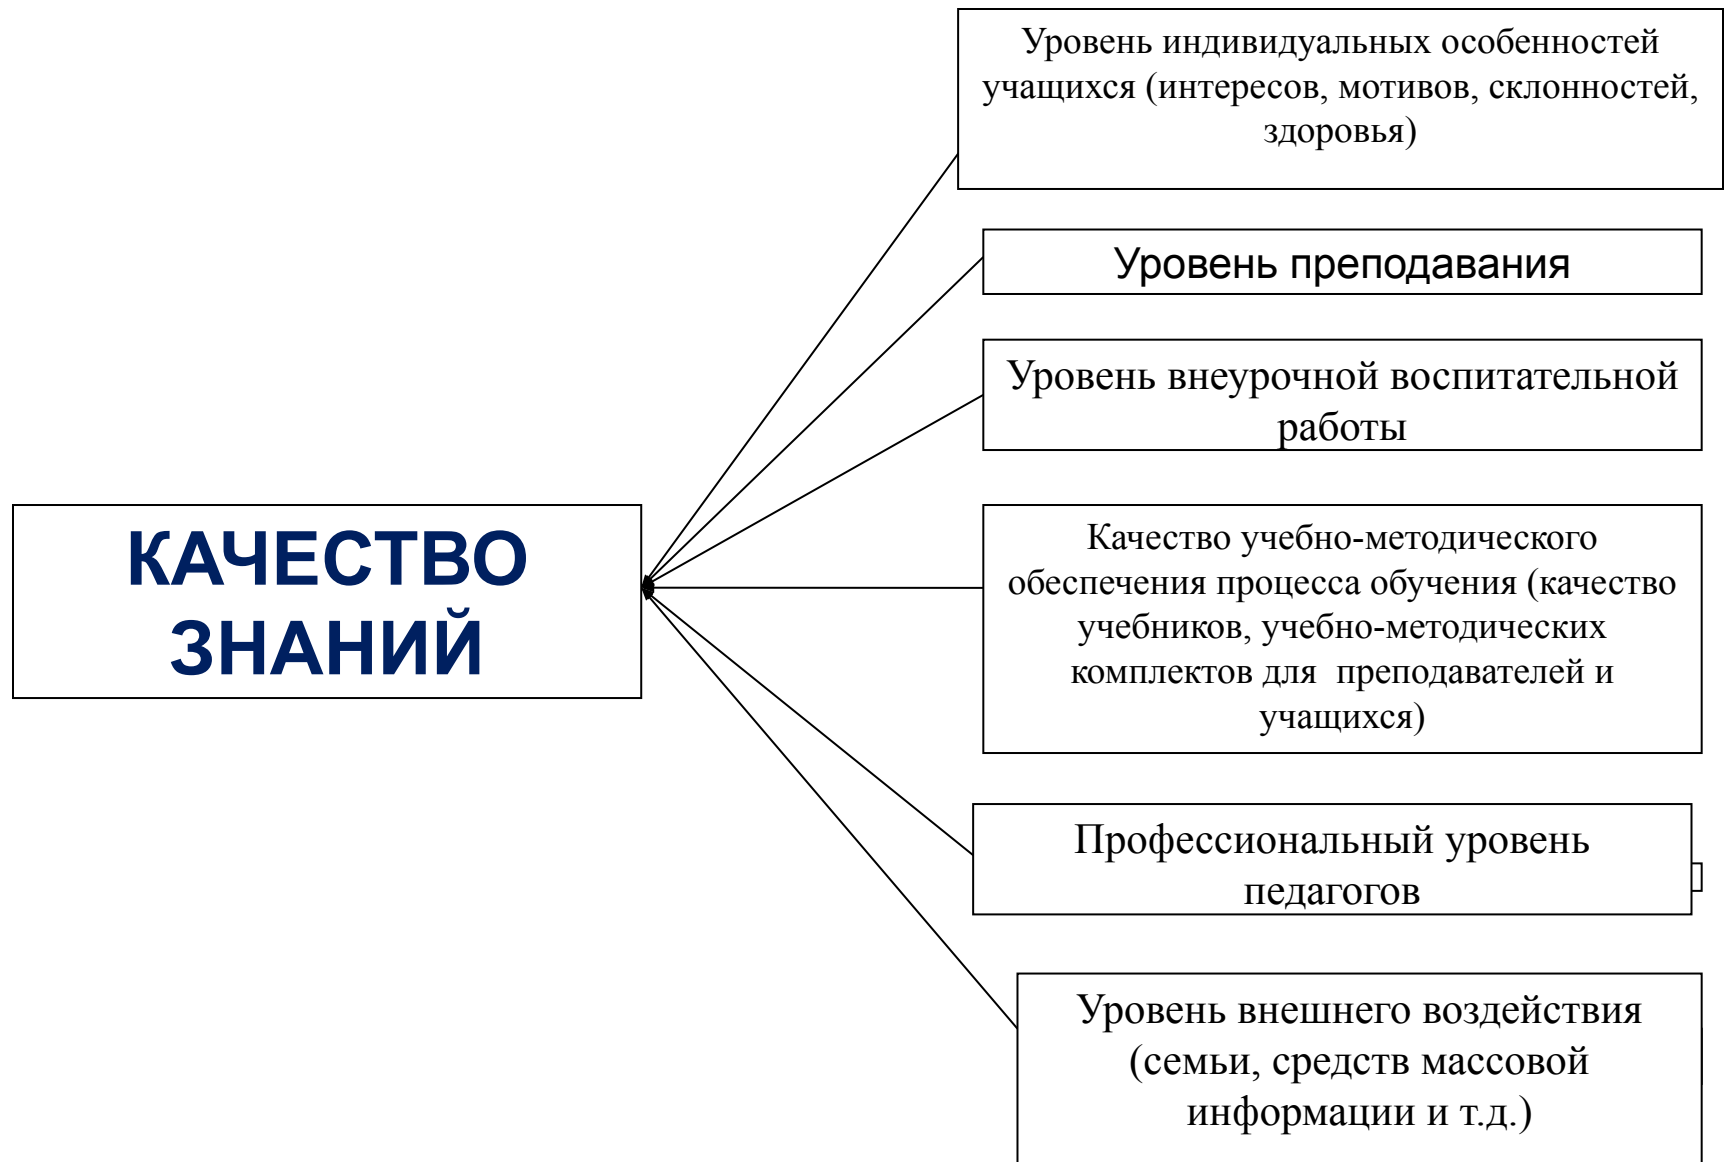 Уровень индивидуальных особенностей
учащихся (интересов, мотивов, склонностей,
здоровья)
Уровень преподавания
Уровень внеурочной воспитательной
работы
КАЧЕСТВО
ЗНАНИЙ
Качество учебно-методического
обеспечения процесса обучения (качество
учебников, учебно-методических
комплектов для  преподавателей и
учащихся)
Профессиональный уровень
педагогов
Уровень внешнего воздействия
(семьи, средств массовой
информации и т.д.)